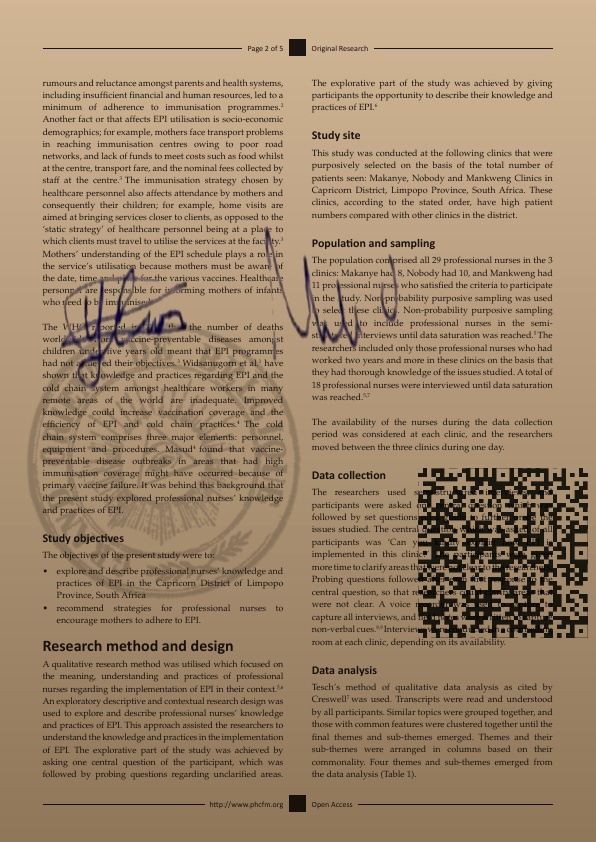 Page 2 of 5
Original Research
rumours and reluctance amongst parents and health systems,
including insufficient financial and human resources, led to a
minimum of adherence to immunisation programmes.²
Another fact or that affects EPI utilisation is socio-economic
demographics; for example, mothers face transport problems
in reaching immunisation centres owing to poor road
networks, and lack of funds to meet costs such as food whilst
at the centre, transport fare, and the nominal fees collected by
staff at the centre.² The immunisation strategy chosen by
healthcare personnel also affects attendance by mothers and
consequently their children; for example, home visits are
aimed at bringing services closer to clients, as opposed to the
‘static strategy’ of healthcare personnel being at a place to
which clients must travel to utilise the services at the facility.³
Mothers’ understanding of the EPI schedule plays a role in
the service’s utilisation because mothers must be aware of
the date, time and place for the various vaccines. Healthcare
personnel are responsible for informing mothers of infants
who need to be immunised.
The WHO reported in that the number of deaths
worldwide from vaccine-preventable diseases amongst
children under five years old meant that EPI programmes
had not achieved their objectives.³ Widsanugorn et al.³ have
shown that knowledge and practices regarding EPI and the
cold chain system amongst healthcare workers in many
remote areas of the world are inadequate. Improved
knowledge could increase vaccination coverage and the
efficiency of EPI and cold chain practices.⁴ The cold
chain system comprises three major elements: personnel,
equipment and procedures. Masud⁴ found that vaccine-
preventable disease outbreaks in areas that had high
immunisation coverage might have occurred because of
primary vaccine failure. It was behind this background that
the present study explored professional nurses’ knowledge
and practices of EPI.
Study objectives
The objectives of the present study were to:
• explore and describe professional nurses’ knowledge and
practices of EPI in the Capricorn District of Limpopo
Province, South Africa
• recommend strategies for professional nurses to
encourage mothers to adhere to EPI.
Research method and design
A qualitative research method was utilised which focused on
the meaning, understanding and practices of professional
nurses regarding the implementation of EPI in their context.⁵,⁶
An exploratory descriptive and contextual research design was
used to explore and describe professional nurses’ knowledge
and practices of EPI. This approach assisted the researchers to
understand the knowledge and practices in the implementation
of EPI. The explorative part of the study was achieved by
asking one central question of the participant, which was
followed by probing questions regarding unclarified areas.
The explorative part of the study was achieved by giving
participants the opportunity to describe their knowledge and
practices of EPI.⁶
Study site
This study was conducted at the following clinics that were
purposively selected on the basis of the total number of
patients seen: Makanye, Nobody and Mankweng Clinics in
Capricorn District, Limpopo Province, South Africa. These
clinics, according to the stated order, have high patient
numbers compared with other clinics in the district.
Population and sampling
The population comprised all 29 professional nurses in the 3
clinics: Makanye had 8, Nobody had 10, and Mankweng had
11 professional nurses who satisfied the criteria to participate
in the study. Non-probability purposive sampling was used
to select these clinics. Non-probability purposive sampling
was used to include professional nurses in the semi-
structured interviews until data saturation was reached.⁵ The
researchers included only those professional nurses who had
worked two years and more in these clinics on the basis that
they had thorough knowledge of the issues studied. A total of
18 professional nurses were interviewed until data saturation
was reached.⁵,⁷
The availability of the nurses during the data collection
period was considered at each clinic, and the researchers
moved between the three clinics during one day.
Data collection
The researchers used
participants were asked
followed by set questions
issues studied. The central all
participants was ‘Can
implemented in this clinic
more time to clarify areas that
Probing questions followed
central question, so that
were not clear. A voice
capture all interviews, and
non-verbal cues. Interviews
room at each clinic, depending on its availability.
Data analysis
Tesch’s method of qualitative data analysis as cited by
Creswell⁷ was used. Transcripts were read and understood
by all participants. Similar topics were grouped together, and
those with common features were clustered together until the
final themes and sub-themes emerged. Themes and their
sub-themes were arranged in columns based on their
commonality. Four themes and sub-themes emerged from
the data analysis (Table 1).
http://www.phcfm.org
Open Access